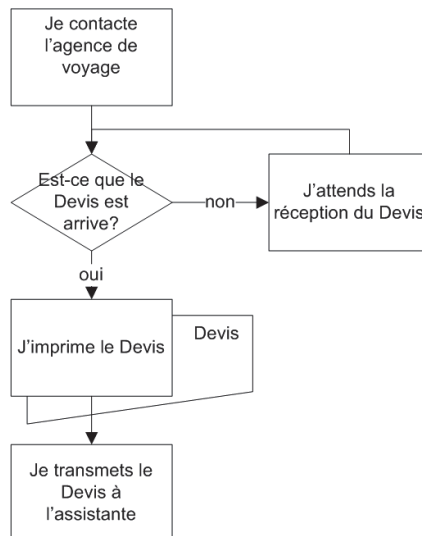 Je contacte
l'agence de
voyage
Est-ce que le
Devis est
arrive?
non
J'attends la
réception du Devis
oui
J'imprime le Devis
Devis
Je transmets le
Devis à
l'assistante